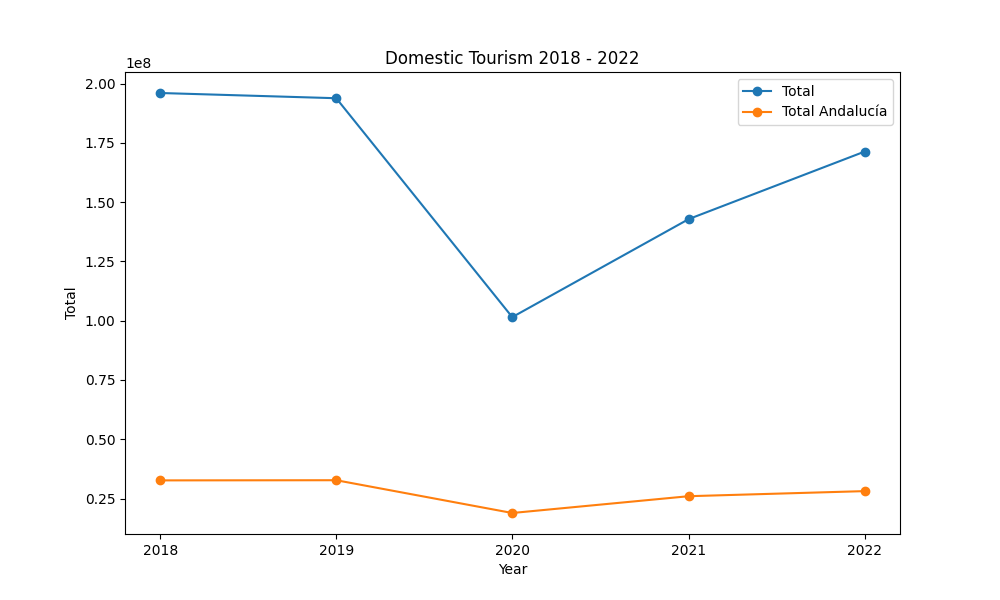 Domestic Tourism 2018 - 2022
1e8
2.00
1.75
1.50
1.25
1.00
0.75
0.50
0.25
Total
Total
Total Andalucía
2018 2019 2020 2021 2022
Year